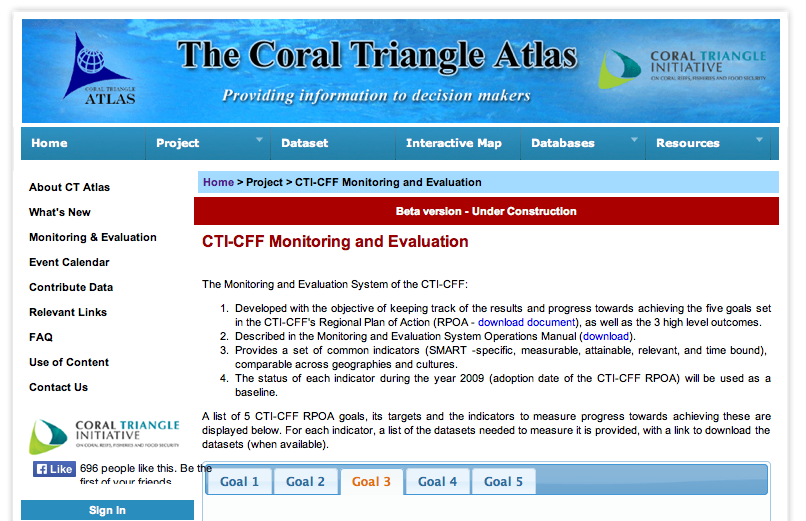 The Coral Triangle Atlas
Providing information to decision makers
CORAL TRIANGLE
ATLAS
CORAL TRIANGLE
INITIATIVE
ON CORAL REEFS, FISHERIES AND FOOD SECURITY
Home Project Dataset Interactive Map Databases Resources
About CT Atlas
What's New
Monitoring & Evaluation
Event Calendar
Contribute Data
Relevant Links
FAQ
Use of Content
Contact Us
CORAL TRIANGLE
INITIATIVE
ON CORAL REEFS, FISHERIES AND FOOD SECURITY
Like 696 people like this. Be the
first of your friends.
Sign in
Home > Project > CTI-CFF Monitoring and Evaluation
Beta version - Under Construction
CTI-CFF Monitoring and Evaluation
The Monitoring and Evaluation System of the CTI-CFF:
1. Developed with the objective of keeping track of the results and progress towards achieving the five goals set
in the CTI-CFF's Regional Plan of Action (RPOA - download document), as well as the 3 high level outcomes.
2. Described in the Monitoring and Evaluation System Operations Manual (download).
3. Provides a set of common indicators (SMART -specific, measurable, attainable, relevant, and time bound),
comparable across geographies and cultures.
4. The status of each indicator during the year 2009 (adoption date of the CTI-CFF RPOA) will be used as a
baseline.
A list of 5 CTI-CFF RPOA goals, its targets and the indicators to measure progress towards achieving these are
displayed below. For each indicator, a list of the datasets needed to measure it is provided, with a link to download the
datasets (when available).
Goal 1 Goal 2 Goal 3 Goal 4 Goal 5